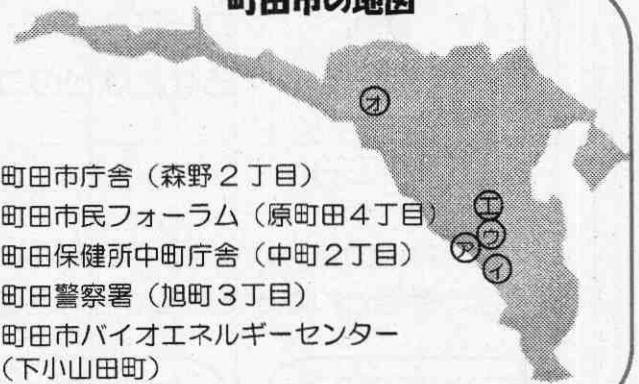 町田市の地図
オ
エ
ウ
ア
イ
町田市庁舎（森野２丁目）
町田市民フォーラム（原町田４丁目）
町田保健所中町庁舎（中町２丁目）
町田警察署（旭町３丁目）
町田市バイオエネルギーセンター
（下小山田町）